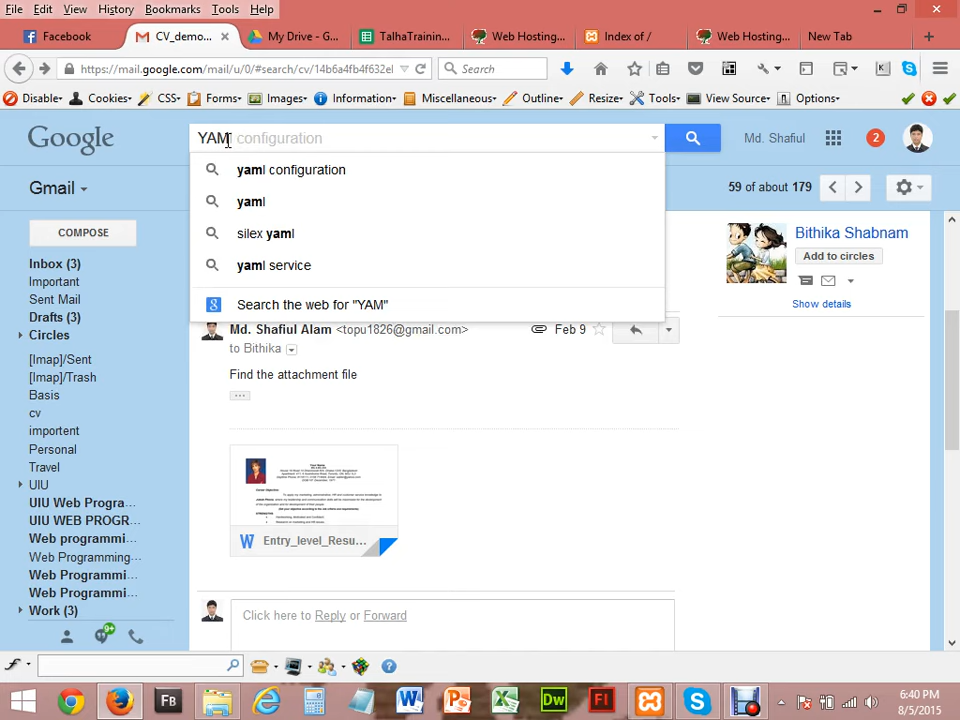 File Edit View History Bookmarks Tools Help
Facebook CV_demo... My Drive - G... TalhaTrainin... Web Hosting... Index of / Web Hosting... New Tab
https://mail.google.com/mail/u/0/#search/cv/14b6a4fb4f632el Search
Disable Cookies CSS Forms Images Information Miscellaneous Outline Resize Tools View Source Options
Google YAM configuration Md. Shafiul 2
yaml configuration
Gmail 59 of about 179
yaml
silex yaml
yaml service
Search the web for "YAM"
COMPOSE
Inbox (3)
Important
Sent Mail
Drafts (3)
Circles
[Imap]/Sent
[Imap]/Trash
Basis
cv
importent
Personal
Travel
UIU
UIU Web Progra...
UIU WEB PROGR...
Web programmi...
Web Programming...
Web Programmi...
Web Programmi...
Work (3)
9+
Md. Shafiul Alam <topu1826@gmail.com> Feb 9
to Bithika
Find the attachment file
...
W Entry_level_Resu...
Click here to Reply or Forward
Bithika Shabnam
Add to circles
Show details
Fb W P X Dw Fl S
6:40 PM
8/5/2015